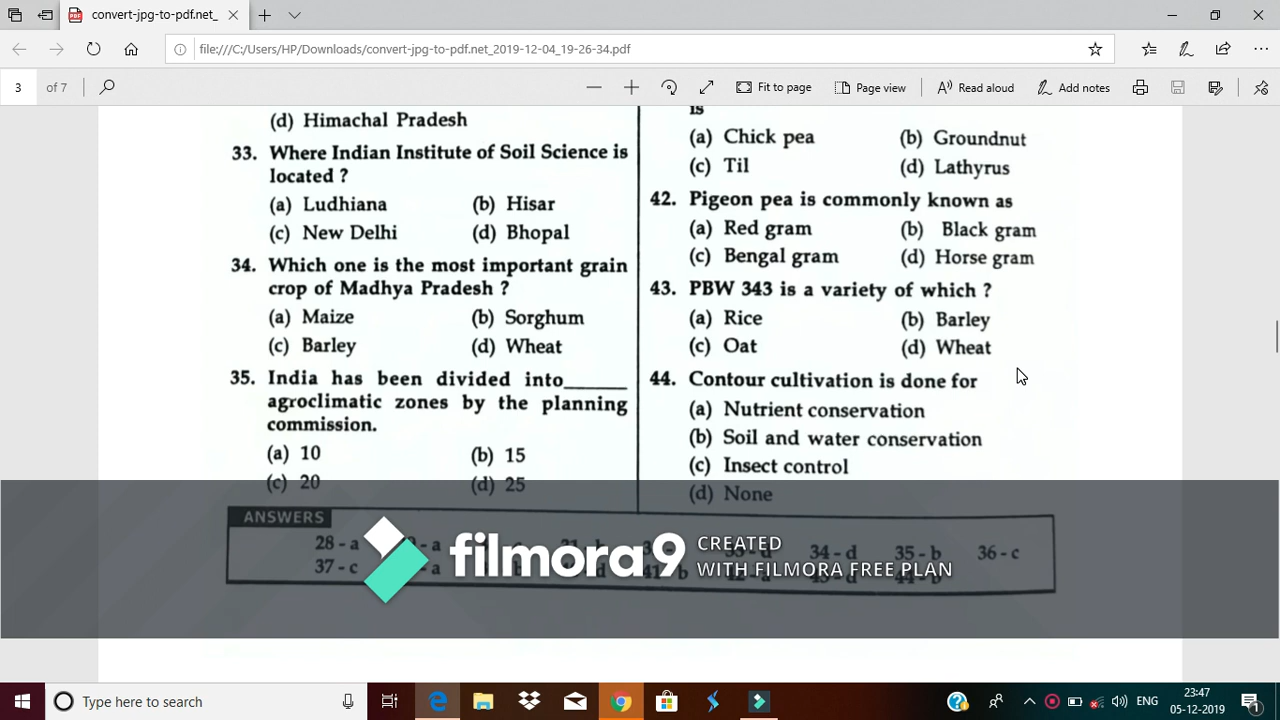 convert-jpg-to-pdf.net_
file:///C:/Users/HP/Downloads/convert-jpg-to-pdf.net_2019-12-04_19-26-34.pdf
3 of 7
Fit to page
Page view
Read aloud
Add notes
(d) Himachal Pradesh
33. Where Indian Institute of Soil Science is
located ?
(a) Ludhiana (b) Hisar
(c) New Delhi (d) Bhopal
34. Which one is the most important grain
crop of Madhya Pradesh ?
(a) Maize (b) Sorghum
(c) Barley (d) Wheat
35. India has been divided into______
agroclimatic zones by the planning
commission.
(a) 10 (b) 15
(c) 20 (d) 25
is
(a) Chick pea (b) Groundnut
(c) Til (d) Lathyrus
42. Pigeon pea is commonly known as
(a) Red gram (b) Black gram
(c) Bengal gram (d) Horse gram
43. PBW 343 is a variety of which ?
(a) Rice (b) Barley
(c) Oat (d) Wheat
44. Contour cultivation is done for
(a) Nutrient conservation
(b) Soil and water conservation
(c) Insect control
(d) None
ANSWERS
28 - a 34 - d 35 - b 36 - c
37 - c
filmora9
CREATED
WITH FILMORA FREE PLAN
Type here to search
ENG
23:47
05-12-2019